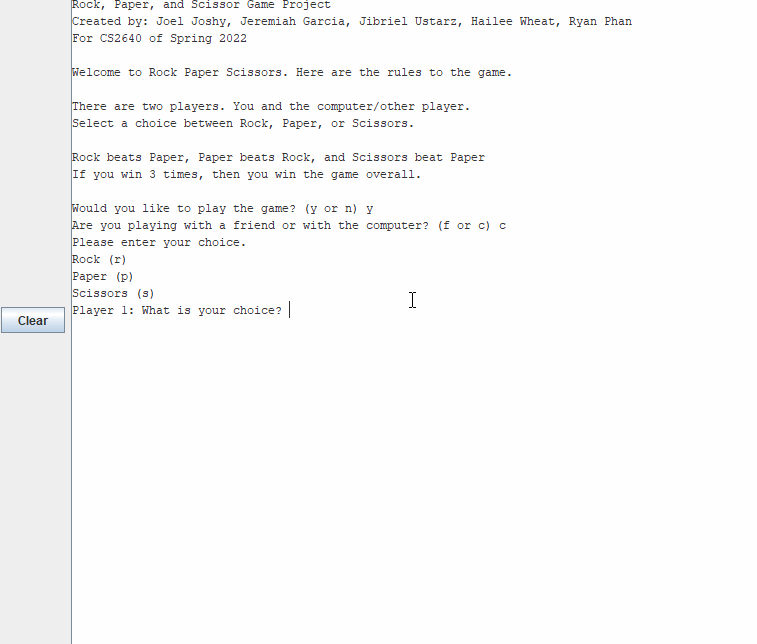 Rock, Paper, and Scissor Game Project
Created by: Joel Joshy, Jeremiah Garcia, Jibriel Ustarz, Hailee Wheat, Ryan Phan
For CS2640 of Spring 2022
Welcome to Rock Paper Scissors. Here are the rules to the game.
There are two players. You and the computer/other player.
Select a choice between Rock, Paper, or Scissors.
Rock beats Paper, Paper beats Rock, and Scissors beat Paper
If you win 3 times, then you win the game overall.
Would you like to play the game? (y or n) y
Are you playing with a friend or with the computer? (f or c) c
Please enter your choice.
Rock (r)
Paper (p)
Scissors (s)
Player 1: What is your choice?
Clear